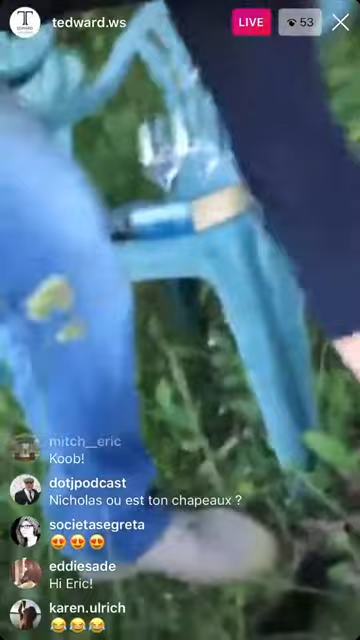 T
tedward.ws
LIVE
53
mitch__eric
Koob!
dotjpodcast
Nicholas ou est ton chapeaux ?
societasegreta
😍😍😍
eddiesade
Hi Eric!
karen.ulrich
😂😂😂